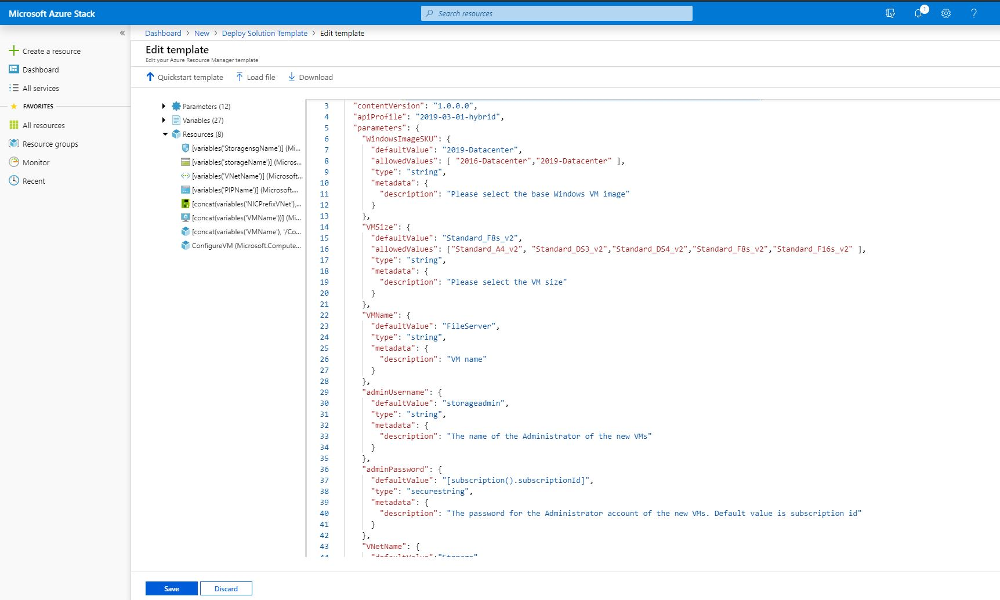 Microsoft Azure Stack
Search resources
1
?
«
Dashboard > New > Deploy Solution Template > Edit template
Create a resource
Dashboard
All services
FAVORITES
All resources
Resource groups
Monitor
Recent
Edit template
Edit your Azure Resource Manager template
Quickstart template
Load file
Download
Parameters (12)
Variables (27)
Resources (8)
[variables('StoragensgName')] (Mi...
[variables('storageName')] (Micros...
[variables('VNetName')] (Microsoft...
[variables('PIPName')] (Microsoft....
[concat(variables('NICPrefixVNet'),...
[concat(variables('VMName'))] (Mi...
[concat(variables('VMName'), '/Co...
ConfigureVM (Microsoft.Compute...
3 "contentVersion": "1.0.0.0",
4 "apiProfile": "2019-03-01-hybrid",
5 "parameters": {
6 "WindowsImageSKU": {
7 "defaultValue": "2019-Datacenter",
8 "allowedValues": [ "2016-Datacenter","2019-Datacenter" ],
9 "type": "string",
10 "metadata": {
11 "description": "Please select the base Windows VM image"
12 }
13 },
14 "VMSize": {
15 "defaultValue": "Standard_F8s_v2",
16 "allowedValues": ["Standard_A4_v2", "Standard_DS3_v2","Standard_DS4_v2","Standard_F8s_v2","Standard_F16s_v2" ],
17 "type": "string",
18 "metadata": {
19 "description": "Please select the VM size"
20 }
21 },
22 "VMName": {
23 "defaultValue": "FileServer",
24 "type": "string",
25 "metadata": {
26 "description": "VM name"
27 }
28 },
29 "adminUsername": {
30 "defaultValue": "storageadmin",
31 "type": "string",
32 "metadata": {
33 "description": "The name of the Administrator of the new VMs"
34 }
35 },
36 "adminPassword": {
37 "defaultValue": "[subscription().subscriptionId]",
38 "type": "securestring",
39 "metadata": {
40 "description": "The password for the Administrator account of the new VMs. Default value is subscription id"
41 }
42 },
43 "VNetName": {
44 "defaultValue":"Storage"
Save
Discard